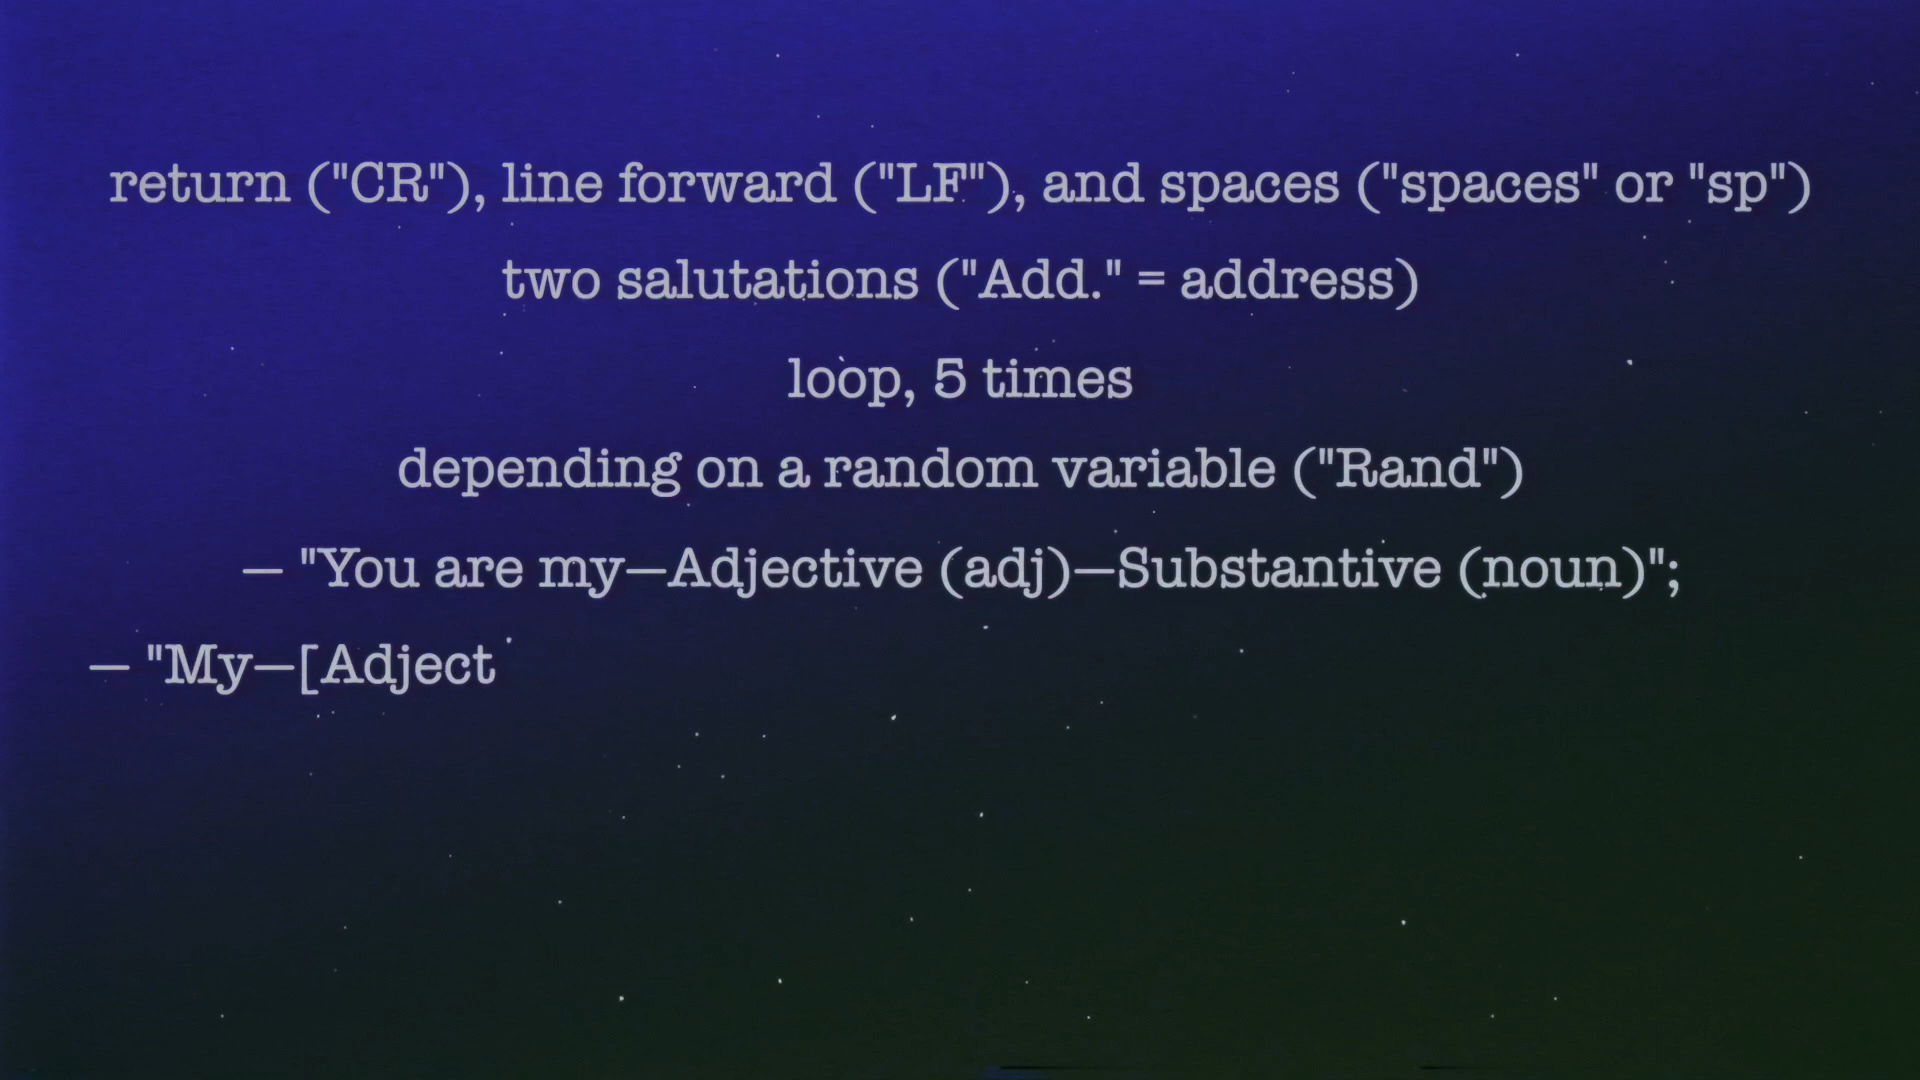 return ("CR"), line forward ("LF"), and spaces ("spaces" or "sp")
two salutations ("Add." = address)
loop, 5 times
depending on a random variable ("Rand")
— "You are my—Adjective (adj)—Substantive (noun)";
— "My—[Adject